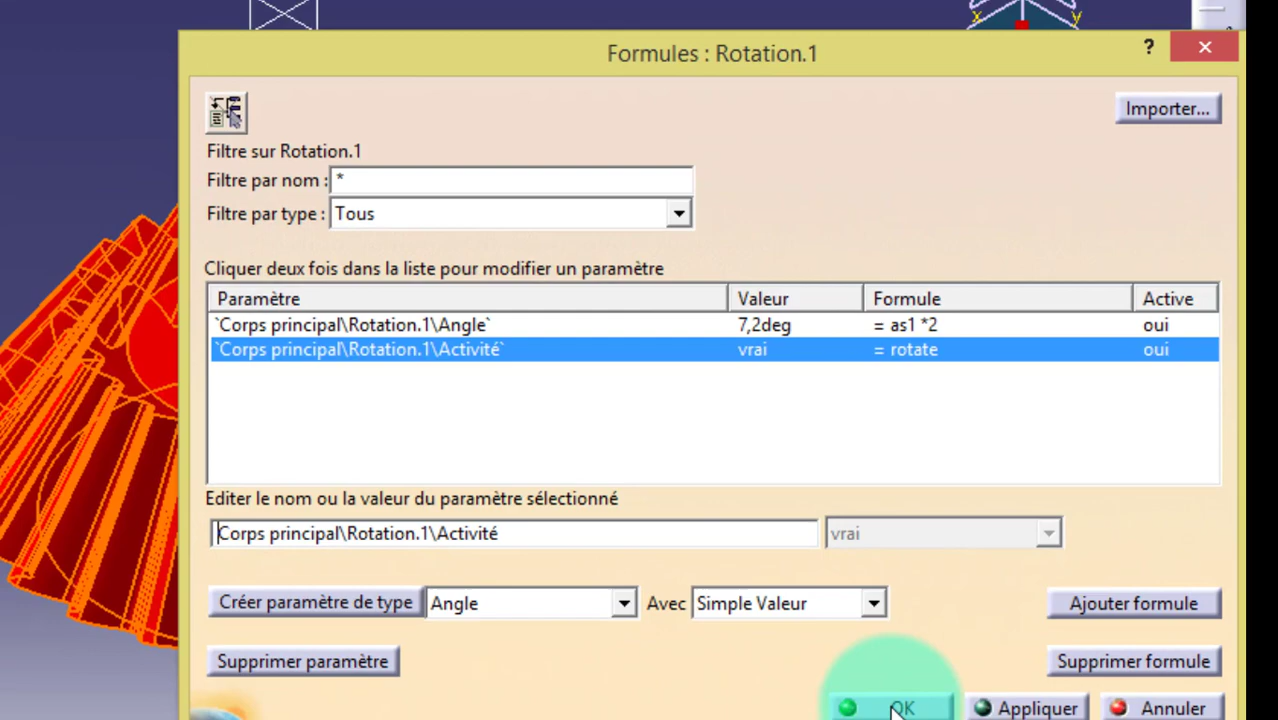 x y
Formules : Rotation.1 ?
Importer...
Filtre sur Rotation.1
Filtre par nom : *
Filtre par type : Tous
Cliquer deux fois dans la liste pour modifier un paramètre
Paramètre Valeur Formule Active
`Corps principal\Rotation.1\Angle` 7,2deg = as1 *2 oui
`Corps principal\Rotation.1\Activité` vrai = rotate oui
Editer le nom ou la valeur du paramètre sélectionné
Corps principal\Rotation.1\Activité vrai
Créer paramètre de type Angle Avec Simple Valeur Ajouter formule
Supprimer paramètre Supprimer formule
OK Appliquer Annuler